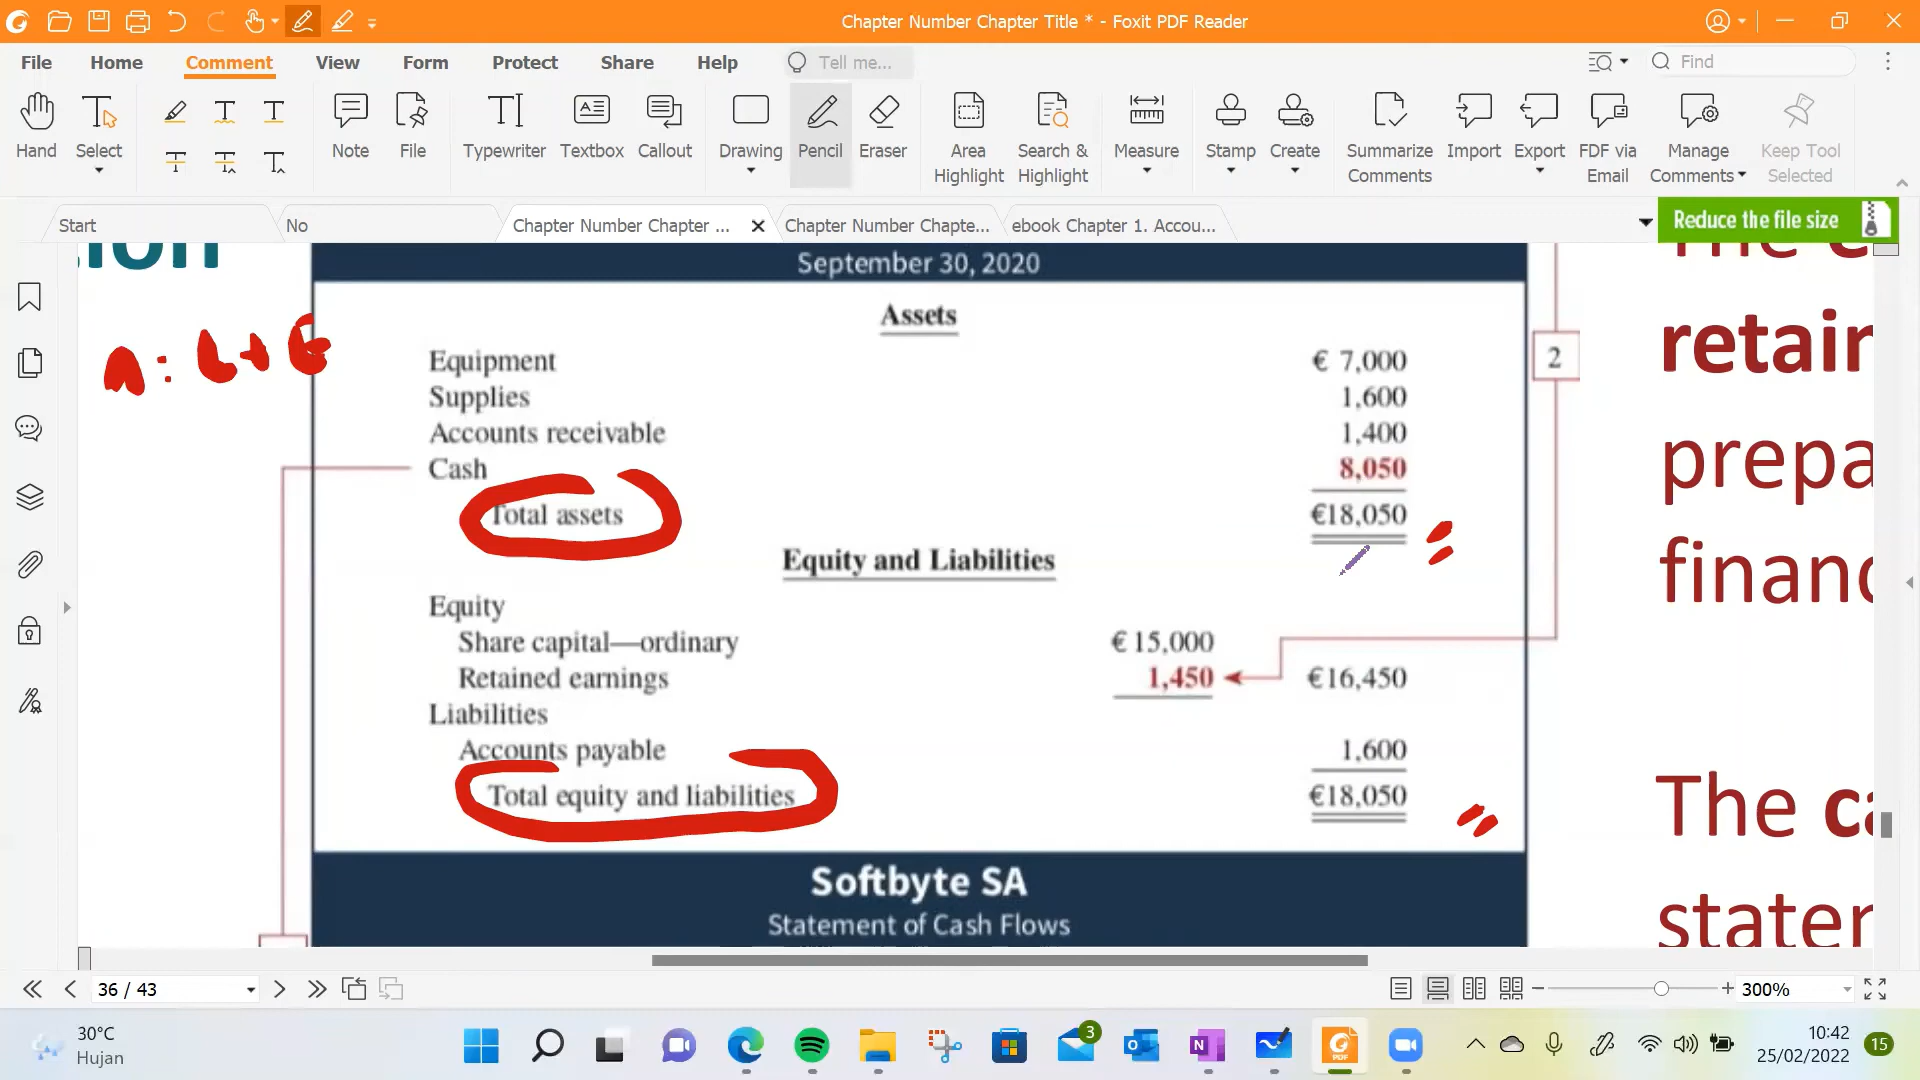 Chapter Number Chapter Title * - Foxit PDF Reader
File Home Comment View Form Protect Share Help Tell me... Find
Hand Select Note File Typewriter Textbox Callout Drawing Pencil Eraser Area Highlight Search & Highlight Measure Stamp Create Summarize Comments Import Export FDF via Email Manage Comments Keep Tool Selected
Start No Chapter Number Chapter ... Chapter Number Chapte... ebook Chapter 1. Accou... Reduce the file size
September 30, 2020
Assets
A = L + E
Equipment € 7,000
2
retain
Supplies 1,600
Accounts receivable 1,400
prepa
Cash 8,050
Total assets €18,050
Equity and Liabilities
financ
Equity
Share capital—ordinary € 15,000
Retained earnings 1,450 €16,450
Liabilities
Accounts payable 1,600
Total equity and liabilities €18,050
The ca
Softbyte SA
Statement of Cash Flows
stater
36 / 43 300%
30°C
Hujan
3
10:42
25/02/2022
15